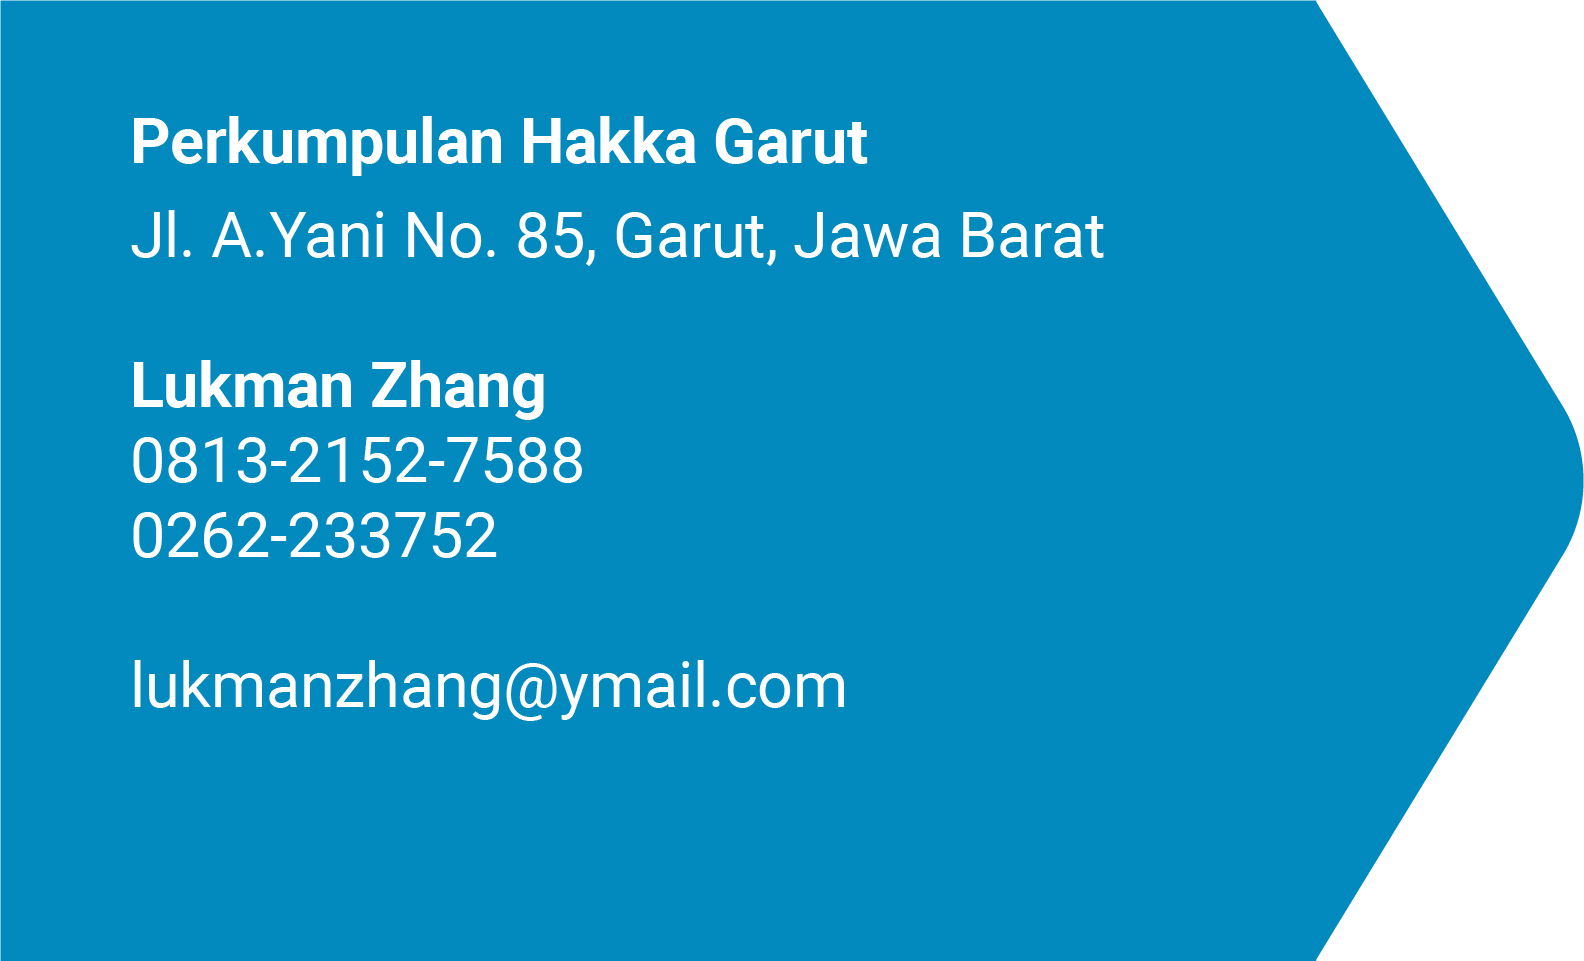 Perkumpulan Hakka Garut
Jl. A.Yani No. 85, Garut, Jawa Barat
Lukman Zhang
0813-2152-7588
0262-233752
lukmanzhang@ymail.com